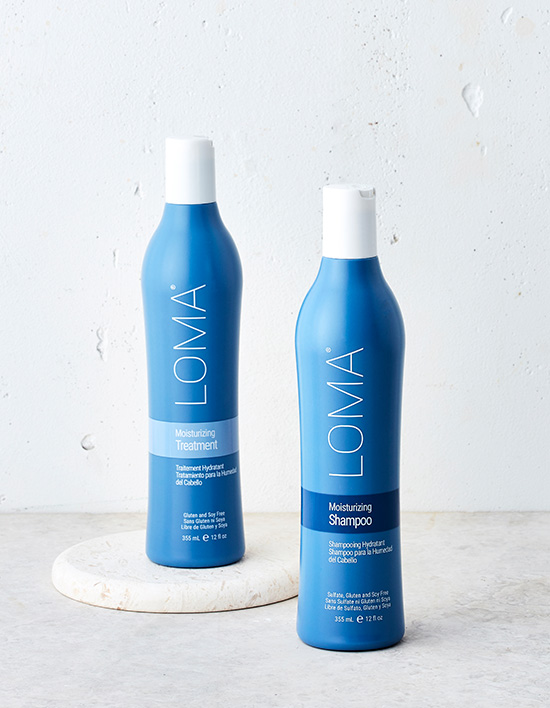 LOMA®
Moisturizing
Treatment
Traitement Hydratant
Tratamiento para la Humedad
del Cabello
Gluten and Soy Free
Sans Gluten ni Soya
Libre de Gluten y Soya
355 mL e 12 fl oz
LOMA®
Moisturizing
Shampoo
Shampooing Hydratant
Shampoo para la Humedad
del Cabello
Sulfate, Gluten and Soy Free
Sans Sulfate ni Gluten ni Soya
Libre de Sulfato, Gluten y Soya
355 mL e 12 fl oz